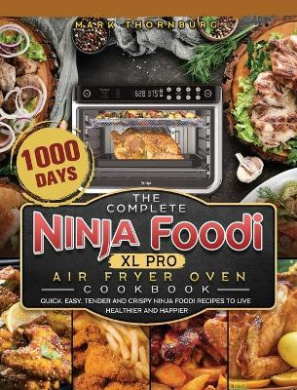 MARK THORNBURG
1000
DAYS
THE
COMPLETE
NINJA FOODI
XL PRO
AIR FRYER OVEN
COOKBOOK
QUICK, EASY, TENDER AND CRISPY NINJA FOODI RECIPES TO LIVE
HEALTHIER AND HAPPIER